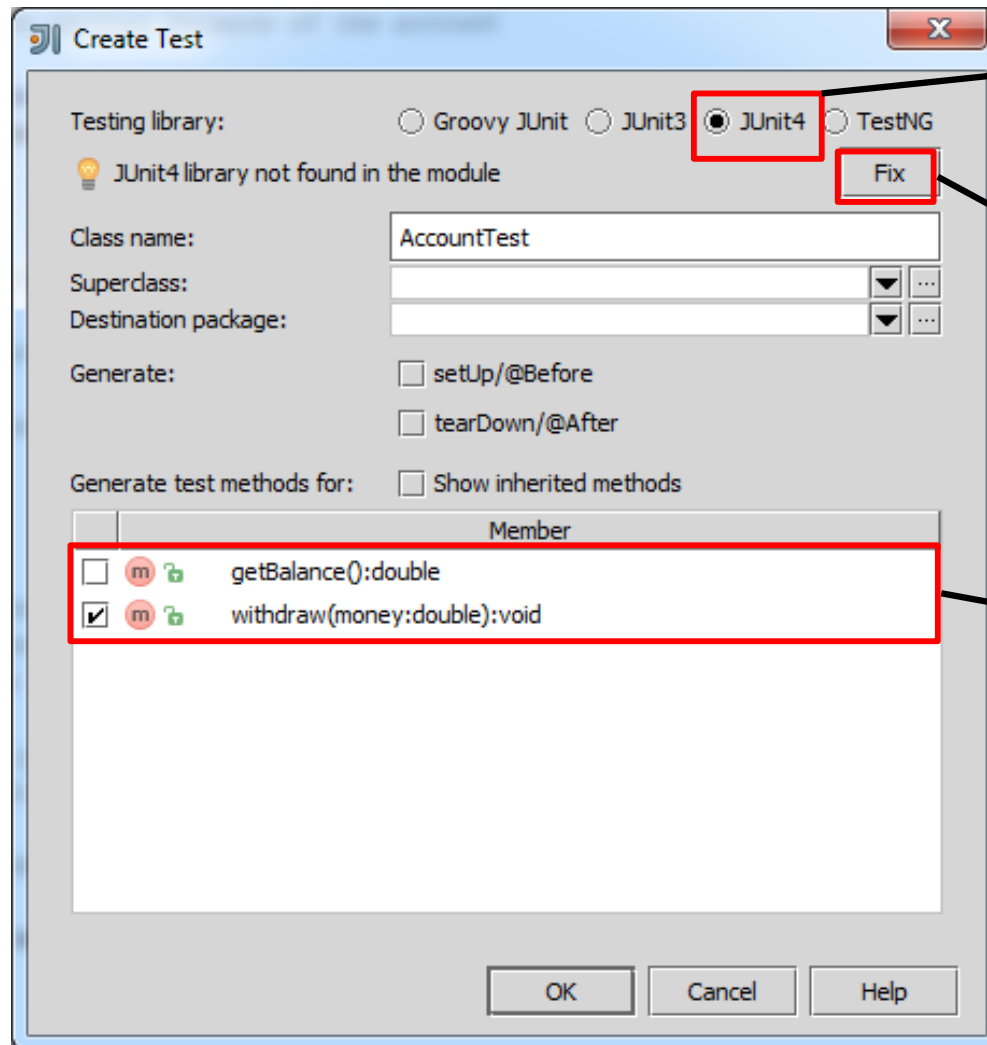 Create Test
Testing library: Groovy JUnit JUnit3 JUnit4 TestNG
JUnit4 library not found in the module Fix
Class name: AccountTest
Superclass:
Destination package:
Generate: setUp/@Before
tearDown/@After
Generate test methods for: Show inherited methods
Member
m getBalance():double
m withdraw(money:double):void
OK Cancel Help